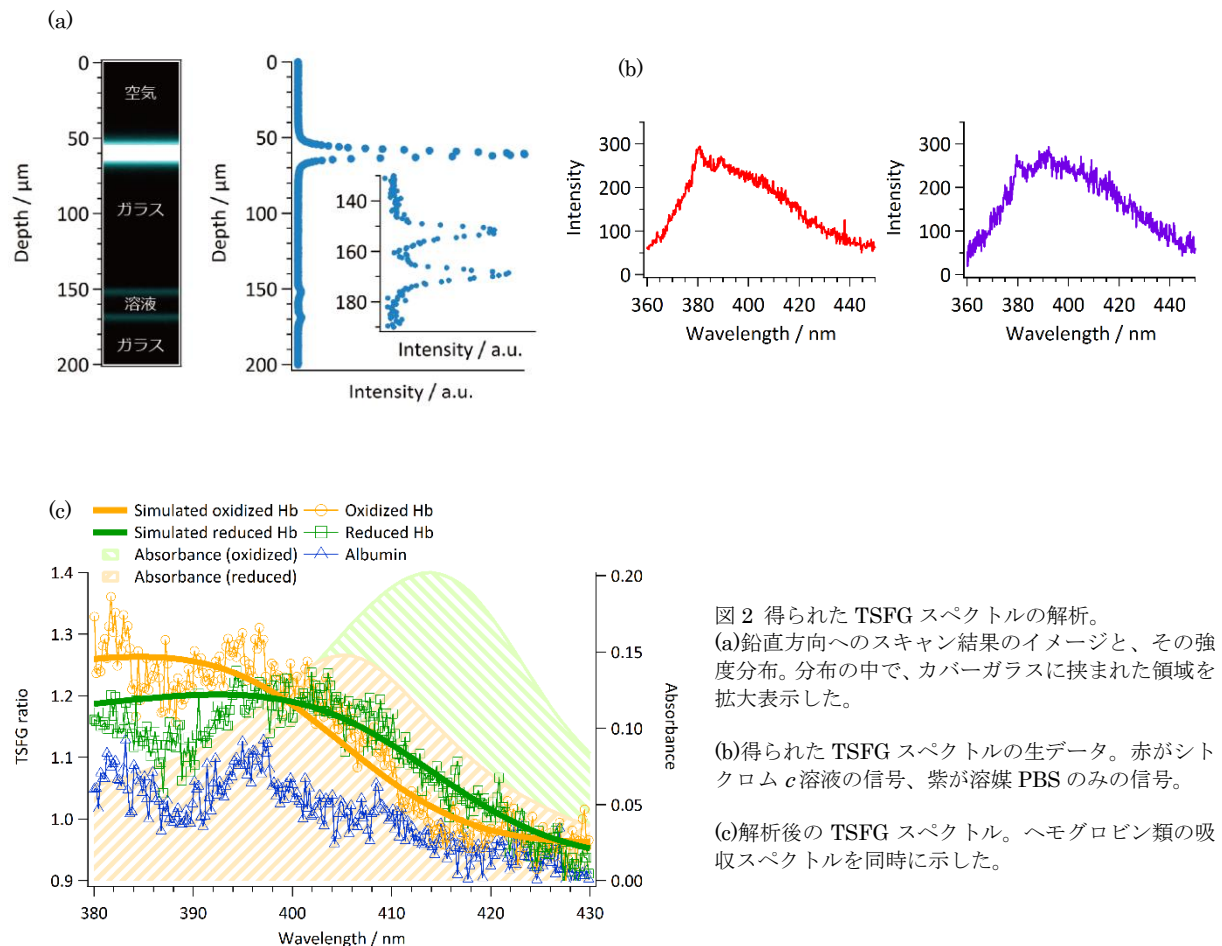 (a)
0
50
100
150
200
Depth / μm
空気
ガラス
溶液
ガラス
0
50
100
150
200
Depth / μm
140
160
180
Intensity / a.u.
Intensity / a.u.
(b)
300
200
100
0
Intensity
360 380 400 420 440
Wavelength / nm
300
200
100
0
Intensity
360 380 400 420 440
Wavelength / nm
(c)
Simulated oxidized Hb Oxidized Hb
Simulated reduced Hb Reduced Hb
Absorbance (oxidized) Albumin
Absorbance (reduced)
1.4
1.3
1.2
1.1
1.0
0.9
TSFG ratio
0.20
0.15
0.10
0.05
0.00
Absorbance
380 390 400 410 420 430
Wavelength / nm
図 2 得られた TSFG スペクトルの解析。
(a)鉛直方向へのスキャン結果のイメージと、その強
度分布。分布の中で、カバーガラスに挟まれた領域を
拡大表示した。
(b)得られた TSFG スペクトルの生データ。赤がシト
クロム c 溶液の信号、紫が溶媒 PBS のみの信号。
(c)解析後の TSFG スペクトル。ヘモグロビン類の吸
収スペクトルを同時に示した。